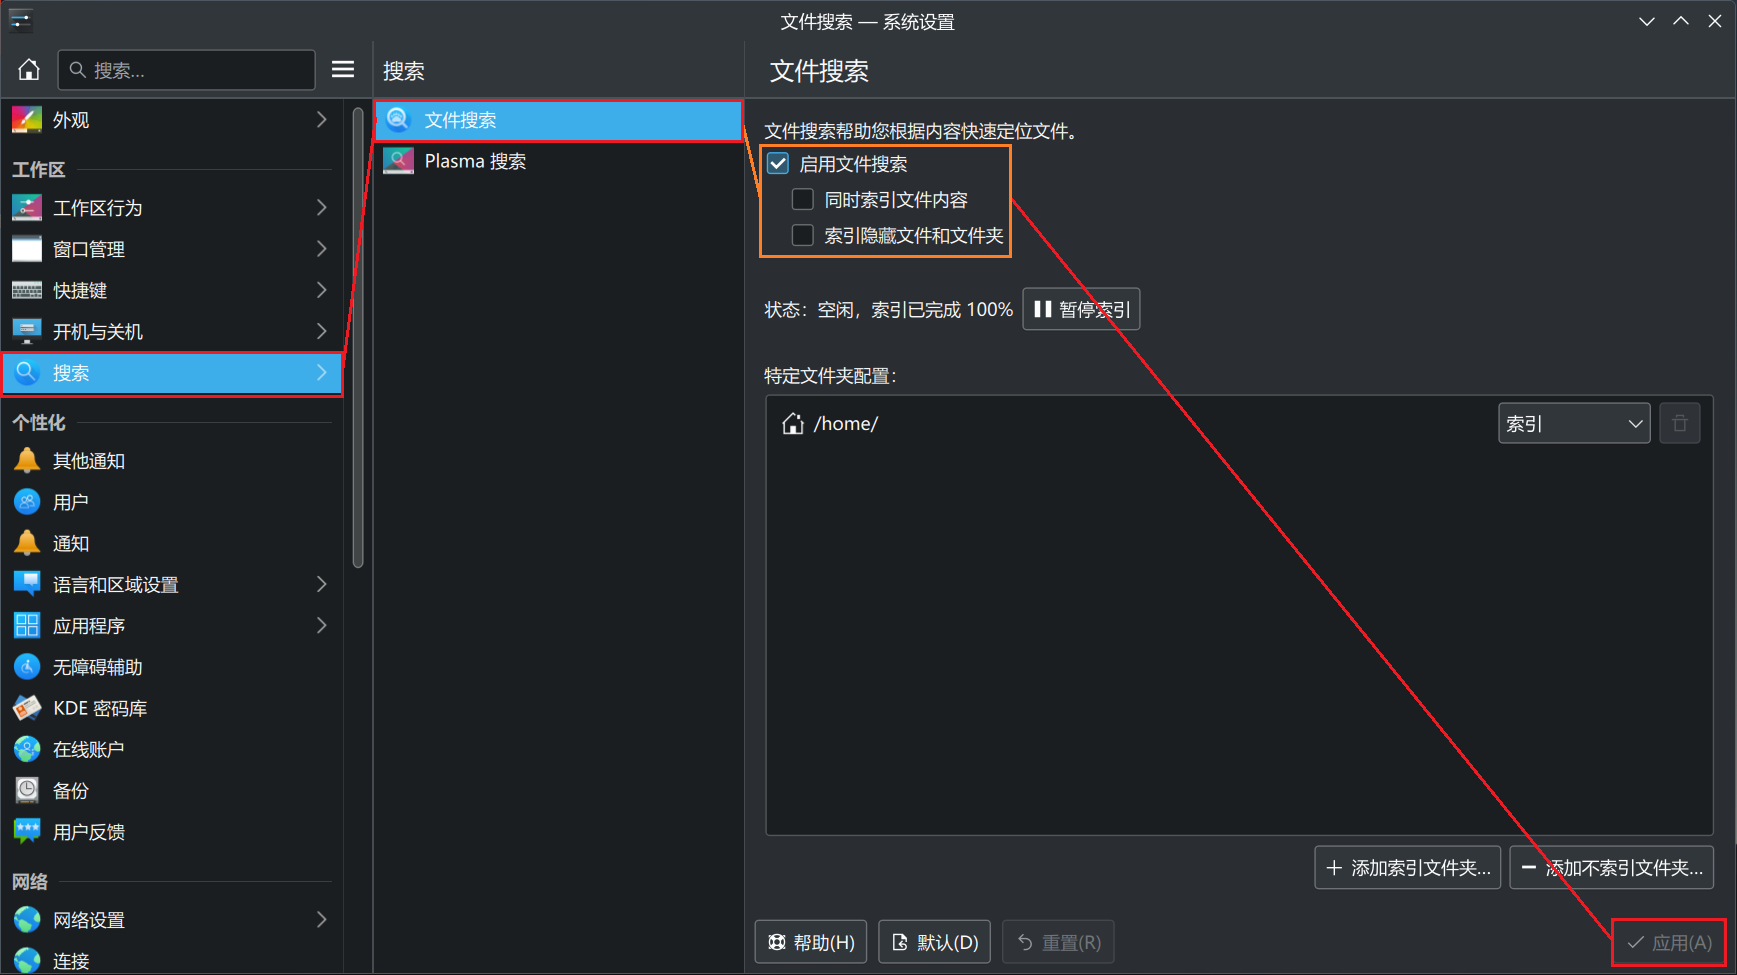 文件搜索 — 系统设置
搜索...
搜索
文件搜索
外观
工作区
工作区行为
窗口管理
快捷键
开机与关机
搜索
个性化
其他通知
用户
通知
语言和区域设置
应用程序
无障碍辅助
KDE 密码库
在线账户
备份
用户反馈
网络
网络设置
连接
文件搜索
Plasma 搜索
文件搜索帮助您根据内容快速定位文件。
启用文件搜索
同时索引文件内容
索引隐藏文件和文件夹
状态：空闲，索引已完成 100%
暂停索引
特定文件夹配置：
/home/
索引
添加索引文件夹...
添加不索引文件夹...
帮助(H)
默认(D)
重置(R)
应用(A)